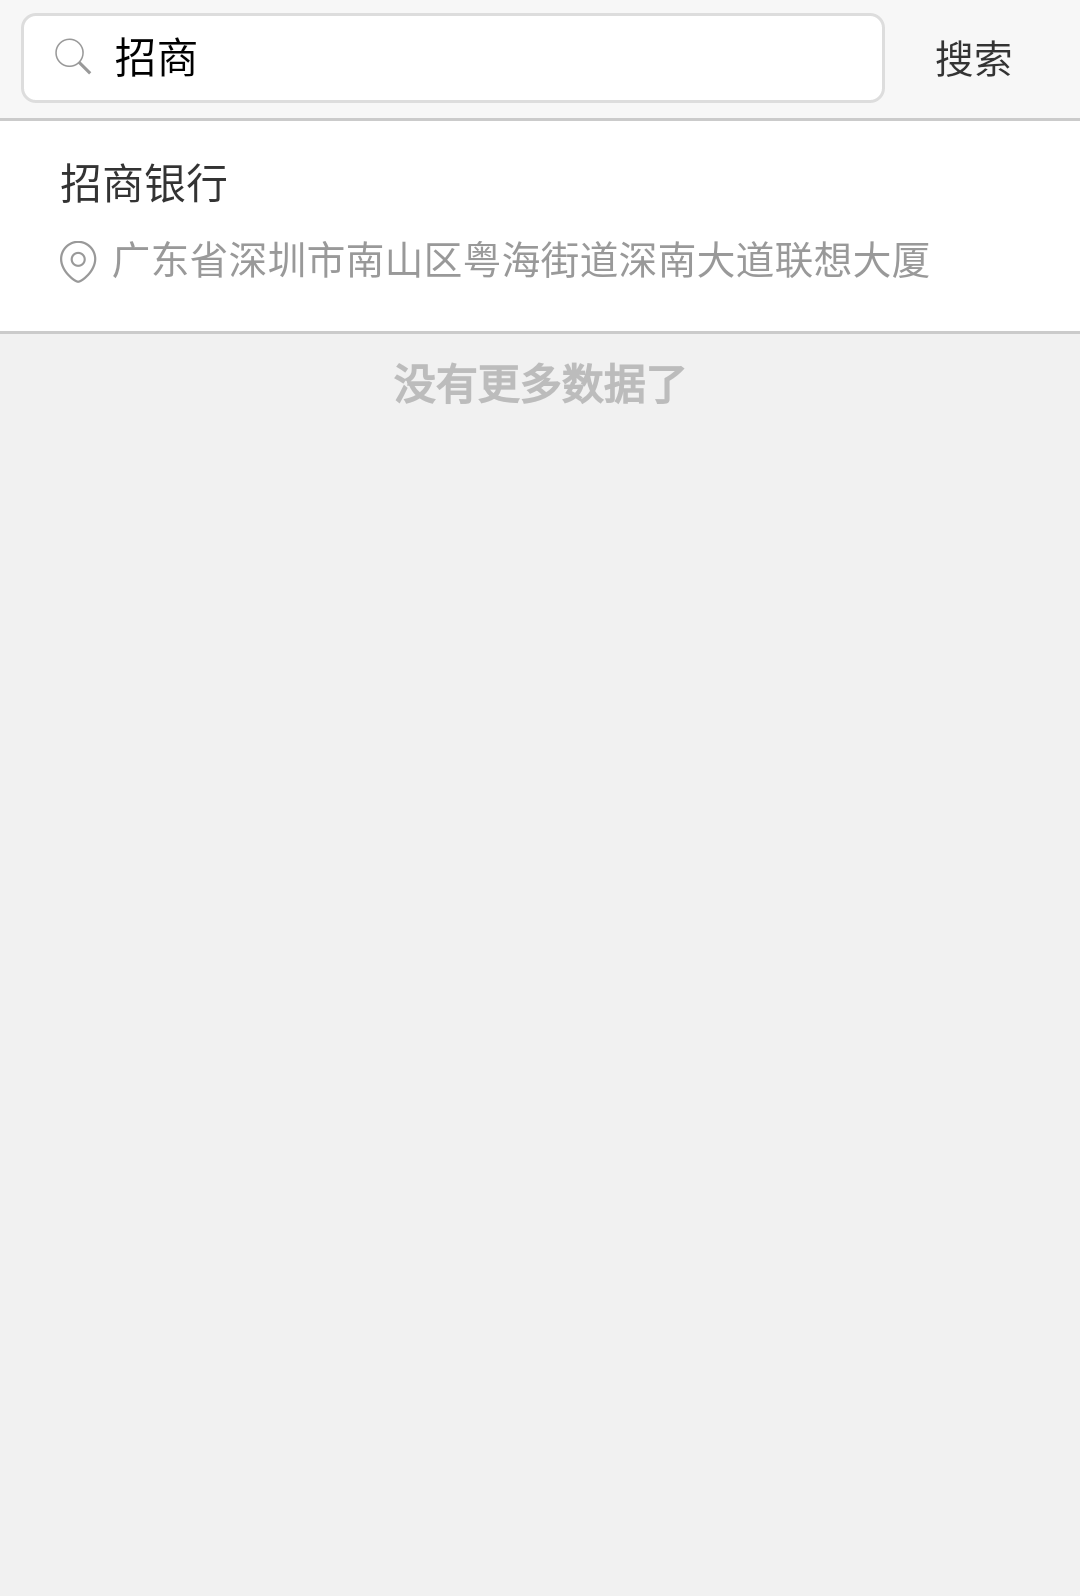 招商
搜索
招商银行
广东省深圳市南山区粤海街道深南大道联想大厦
没有更多数据了